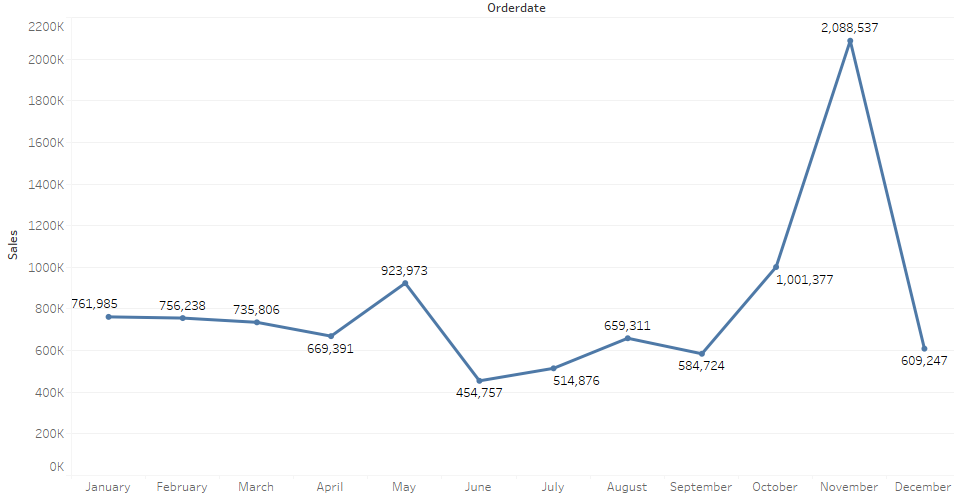 Orderdate
2200K
2000K
1800K
1600K
1400K
1200K
1000K
800K
600K
400K
200K
0K
Sales
761,985
756,238
735,806
669,391
923,973
454,757
514,876
659,311
584,724
1,001,377
2,088,537
609,247
January February March April May June July August September October November December